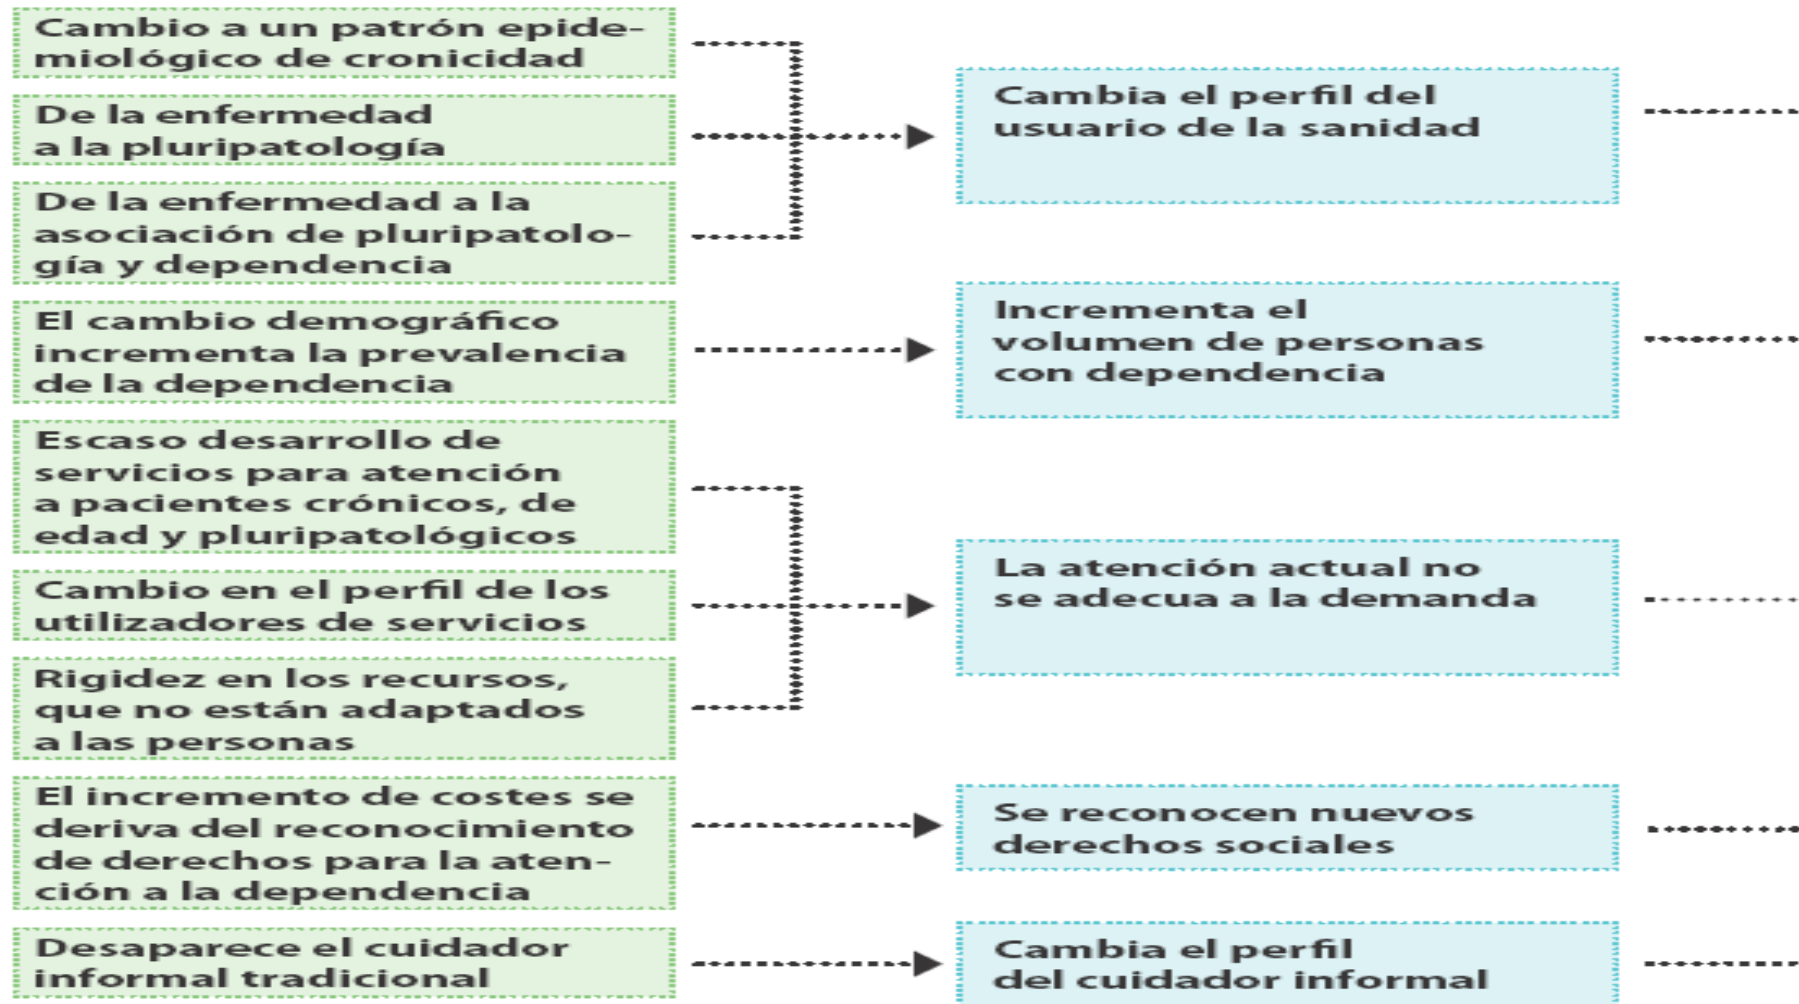 Cambio a un patrón epide-
miológico de cronicidad
De la enfermedad
a la pluripatología
De la enfermedad a la
asociación de pluripatolo-
gía y dependencia
El cambio demográfico
incrementa la prevalencia
de la dependencia
Escaso desarrollo de
servicios para atención
a pacientes crónicos, de
edad y pluripatológicos
Cambio en el perfil de los
utilizadores de servicios
Rigidez en los recursos,
que no están adaptados
a las personas
El incremento de costes se
deriva del reconocimiento
de derechos para la aten-
ción a la dependencia
Desaparece el cuidador
informal tradicional
Cambia el perfil del
usuario de la sanidad
Incrementa el
volumen de personas
con dependencia
La atención actual no
se adecua a la demanda
Se reconocen nuevos
derechos sociales
Cambia el perfil
del cuidador informal